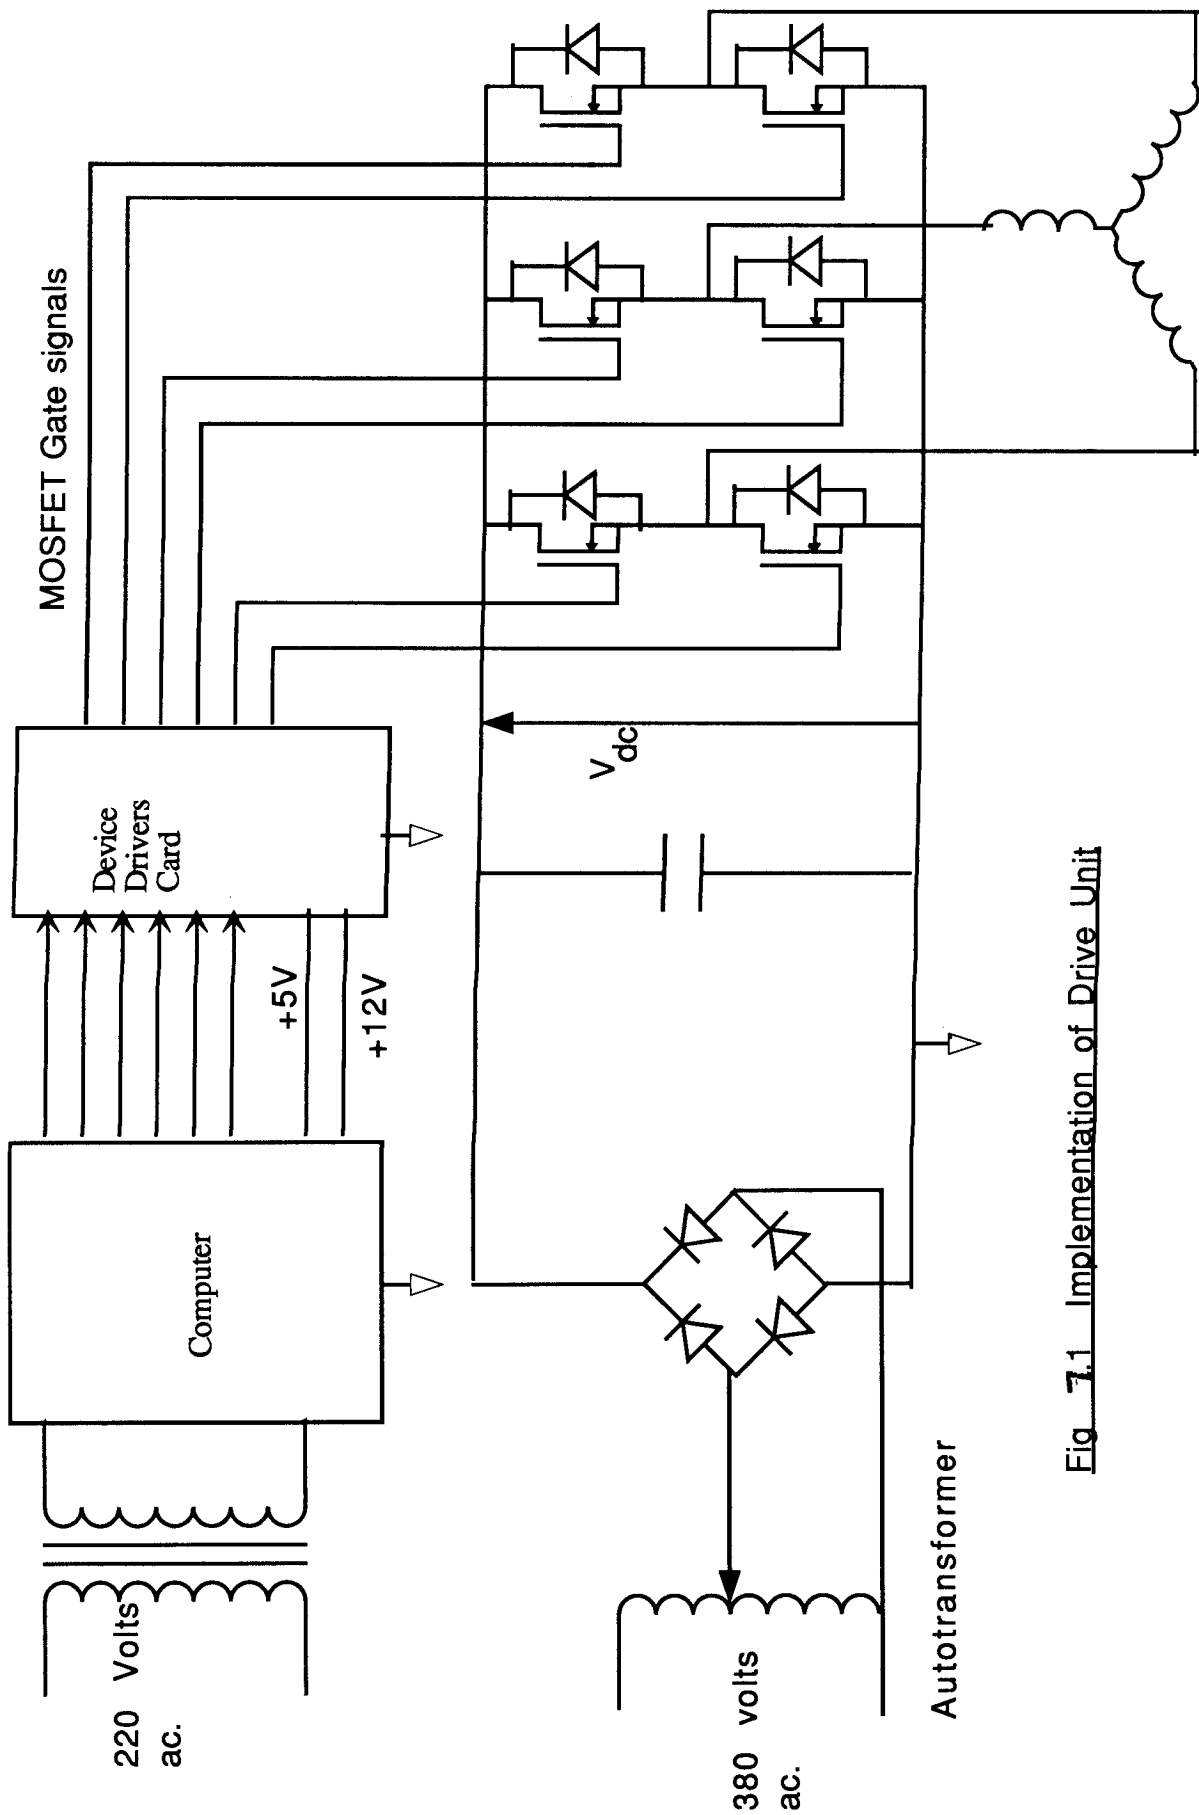 MOSFET Gate signals
Device
Drivers
Card
+5V
+12V
Computer
220 Volts
ac.
V dc
380 volts
ac.
Autotransformer
Fig 7.1 Implementation of Drive Unit